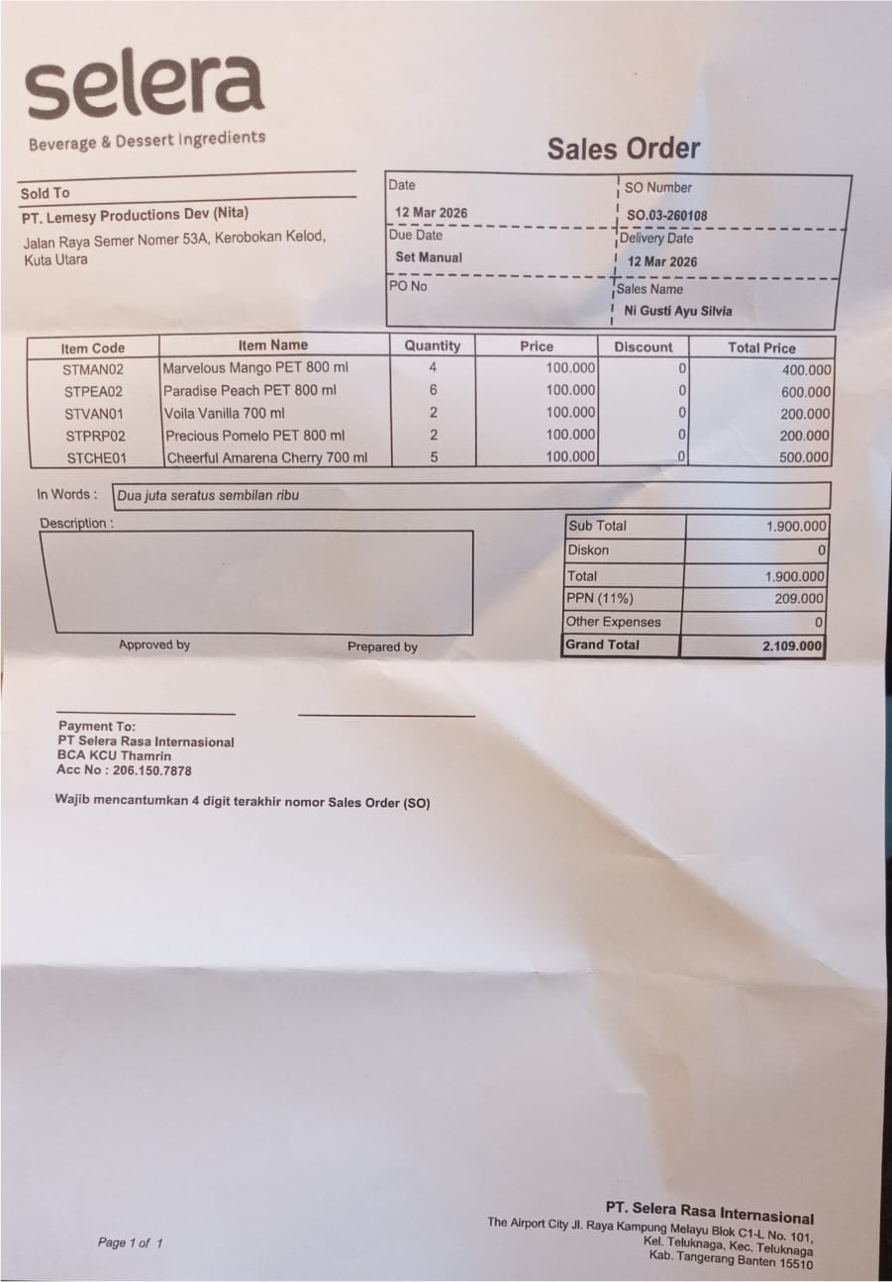 selera
Beverage & Dessert Ingredients
Sales Order
Sold To
PT. Lemesy Productions Dev (Nita)
Jalan Raya Semer Nomer 53A, Kerobokan Kelod,
Kuta Utara
Date
12 Mar 2026
SO Number
SO.03-260108
Due Date
Set Manual
Delivery Date
12 Mar 2026
PO No
Sales Name
Ni Gusti Ayu Silvia
Item Code Item Name Quantity Price Discount Total Price
STMAN02 Marvelous Mango PET 800 ml 4 100.000 0 400.000
STPEA02 Paradise Peach PET 800 ml 6 100.000 0 600.000
STVAN01 Voila Vanilla 700 ml 2 100.000 0 200.000
STPRP02 Precious Pomelo PET 800 ml 2 100.000 0 200.000
STCHE01 Cheerful Amarena Cherry 700 ml 5 100.000 0 500.000
In Words : Dua juta seratus sembilan ribu
Description :
Sub Total 1.900.000
Diskon 0
Total 1.900.000
PPN (11%) 209.000
Other Expenses 0
Grand Total 2.109.000
Approved by Prepared by
Payment To:
PT Selera Rasa Internasional
BCA KCU Thamrin
Acc No : 206.150.7878
Wajib mencantumkan 4 digit terakhir nomor Sales Order (SO)
PT. Selera Rasa Internasional
The Airport City Jl. Raya Kampung Melayu Blok C1-L No. 101,
Kel. Teluknaga, Kec. Teluknaga
Kab. Tangerang Banten 15510
Page 1 of 1